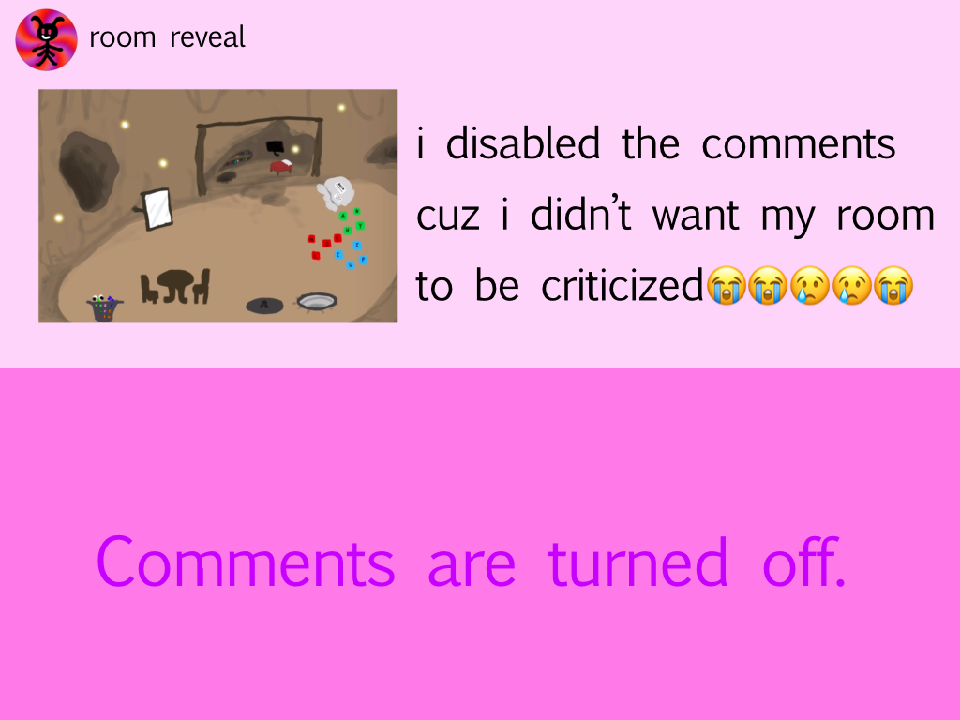 room reveal
i disabled the comments
cuz i didn't want my room
to be criticized😭😭😢😢😭
Comments are turned off.